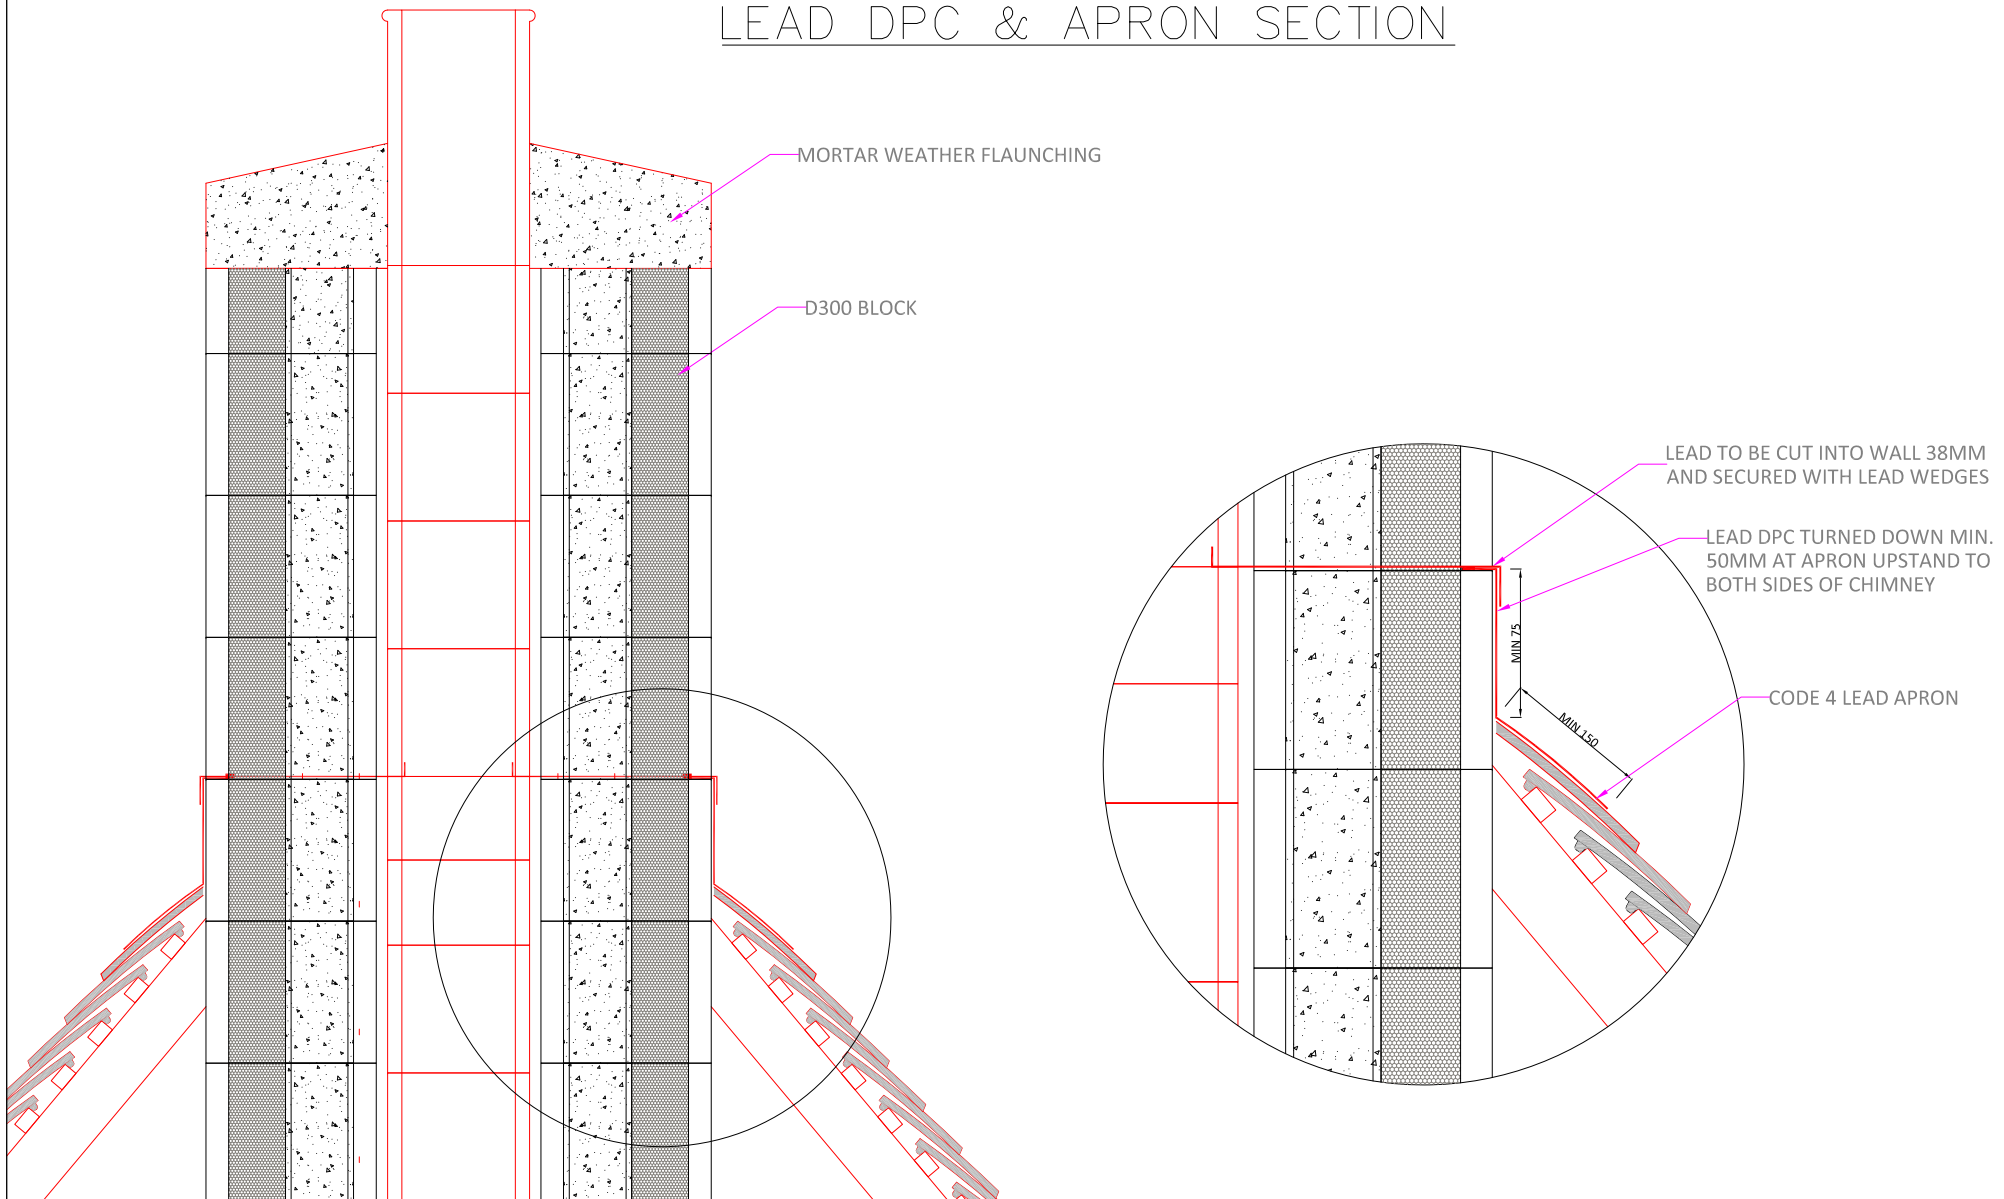 LEAD DPC & APRON SECTION
MORTAR WEATHER FLAUNCHING
D300 BLOCK
LEAD TO BE CUT INTO WALL 38MM
AND SECURED WITH LEAD WEDGES
LEAD DPC TURNED DOWN MIN.
50MM AT APRON UPSTAND TO
BOTH SIDES OF CHIMNEY
MIN 75
CODE 4 LEAD APRON
MIN 150